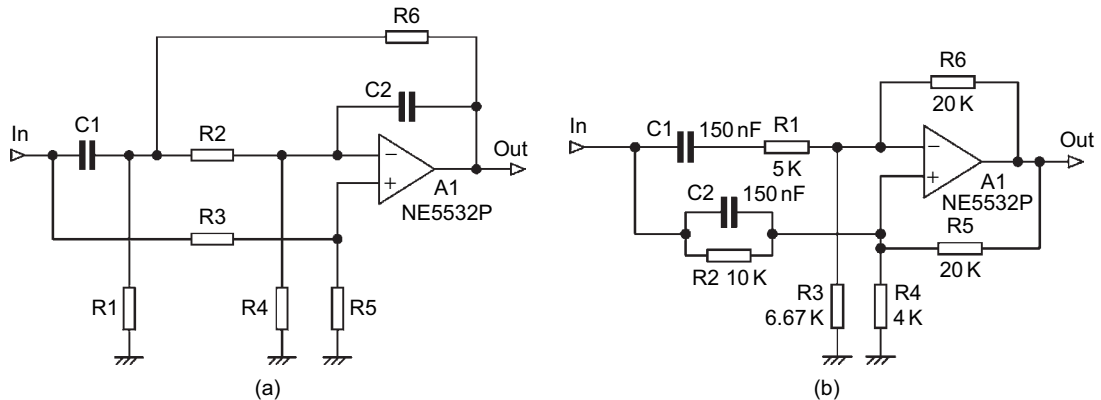 R6
C2
In
C1
R2
Out
A1
NE5532P
R3
R1
R4
R5
(a)
R6
20 K
In
C1
150 nF
R1
5 K
Out
C2
150 nF
A1
NE5532P
R5
20 K
R2 10 K
R3
6.67 K
R4
4 K
(b)
−
+
−
+